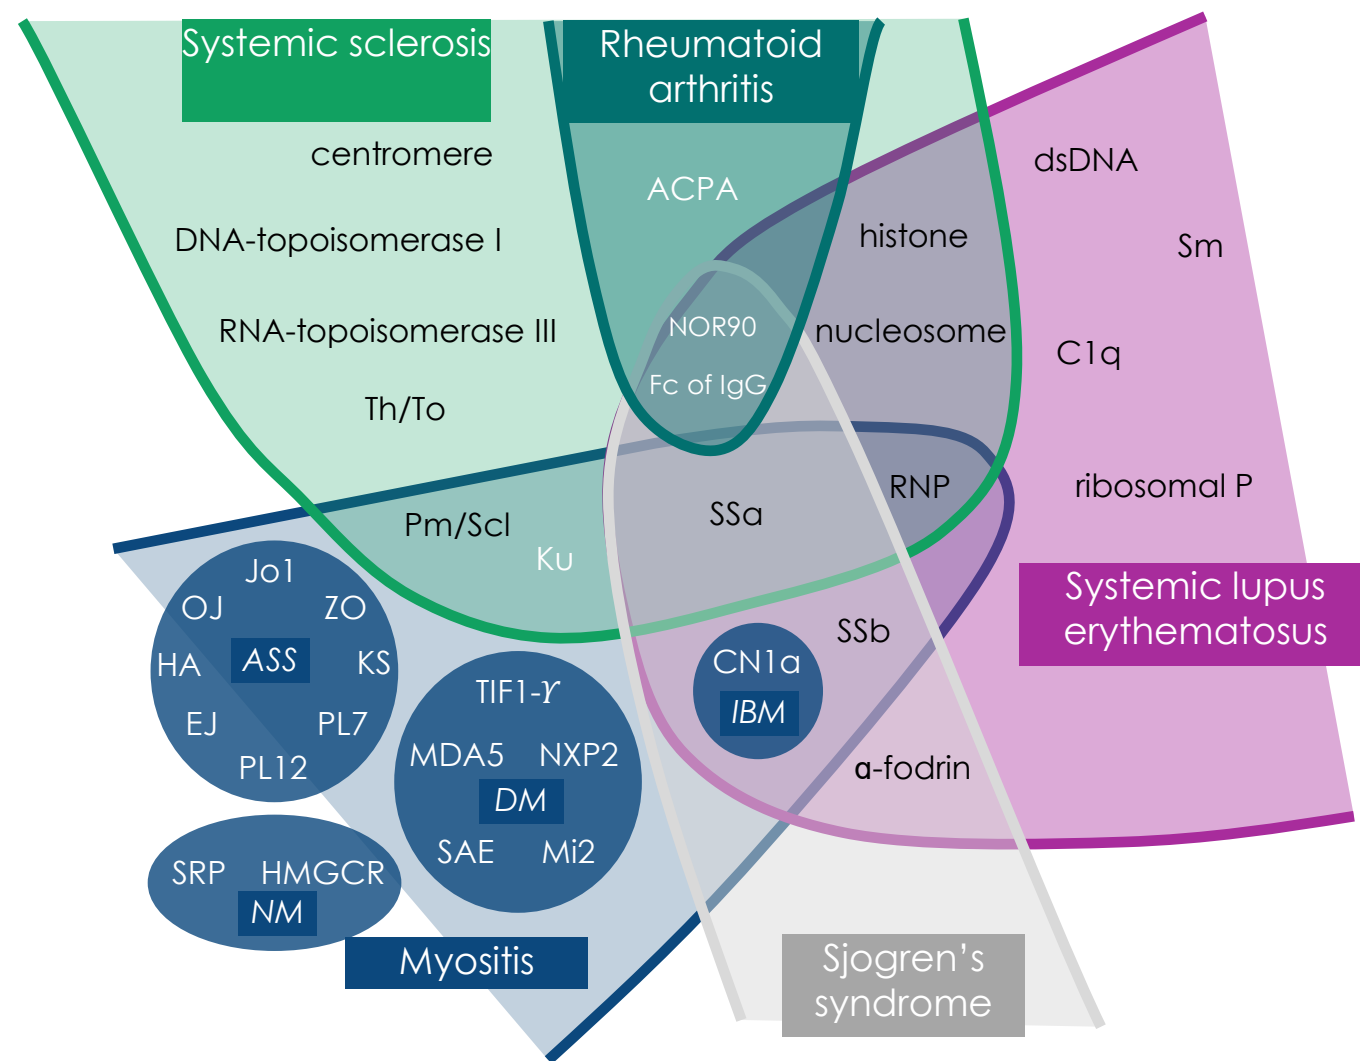 Systemic sclerosis
Rheumatoid
arthritis
centromere
ACPA
dsDNA
DNA-topoisomerase I
histone
Sm
RNA-topoisomerase III
NOR90
nucleosome
C1q
Fc of IgG
Th/To
Pm/Scl
Ku
SSa
RNP
ribosomal P
Systemic lupus
erythematosus
Jo1
OJ
ZO
HA
ASS
KS
EJ
PL7
PL12
TIF1-ϒ
MDA5
NXP2
DM
SAE
Mi2
CN1a
IBM
SSb
α-fodrin
SRP
HMGCR
NM
Myositis
Sjogren’s
syndrome